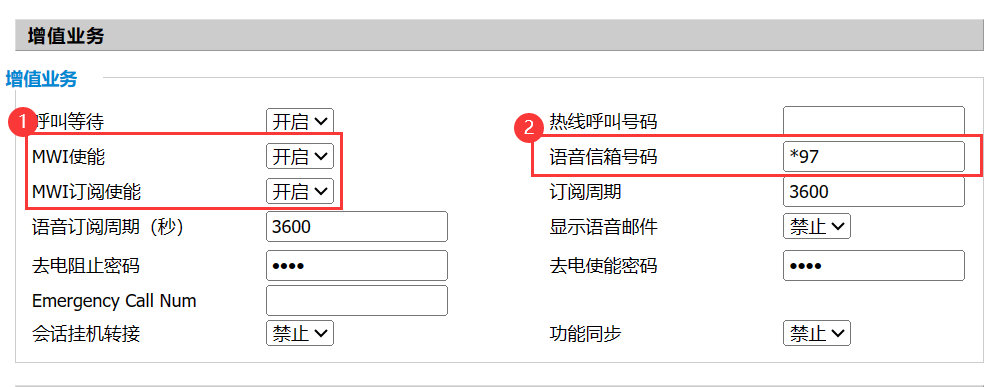 增值业务
增值业务
呼叫等待 开启 热线呼叫号码
1 2
MWI使能 开启 语音信箱号码 *97
MWI订阅使能 开启 订阅周期 3600
语音订阅周期（秒） 3600 显示语音邮件 禁止
去电阻止密码 •••• 去电使能密码 ••••
Emergency Call Num
会话挂机转接 禁止 功能同步 禁止